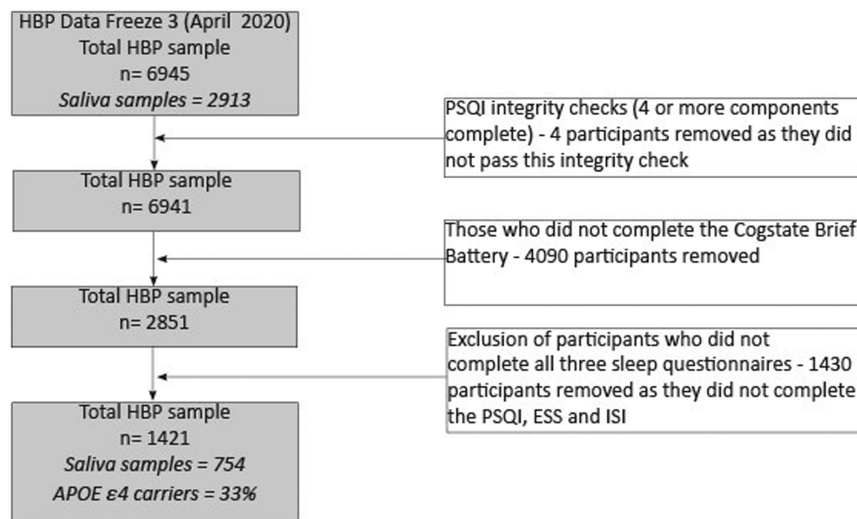 HBP Data Freeze 3 (April 2020)
Total HBP sample
n= 6945
Saliva samples = 2913
PSQI integrity checks (4 or more components
complete) - 4 participants removed as they did
not pass this integrity check
Total HBP sample
n= 6941
Those who did not complete the Cogstate Brief
Battery - 4090 participants removed
Total HBP sample
n= 2851
Exclusion of participants who did not
complete all three sleep questionnaires - 1430
participants removed as they did not complete
the PSQI, ESS and ISI
Total HBP sample
n= 1421
Saliva samples = 754
APOE ε4 carriers = 33%